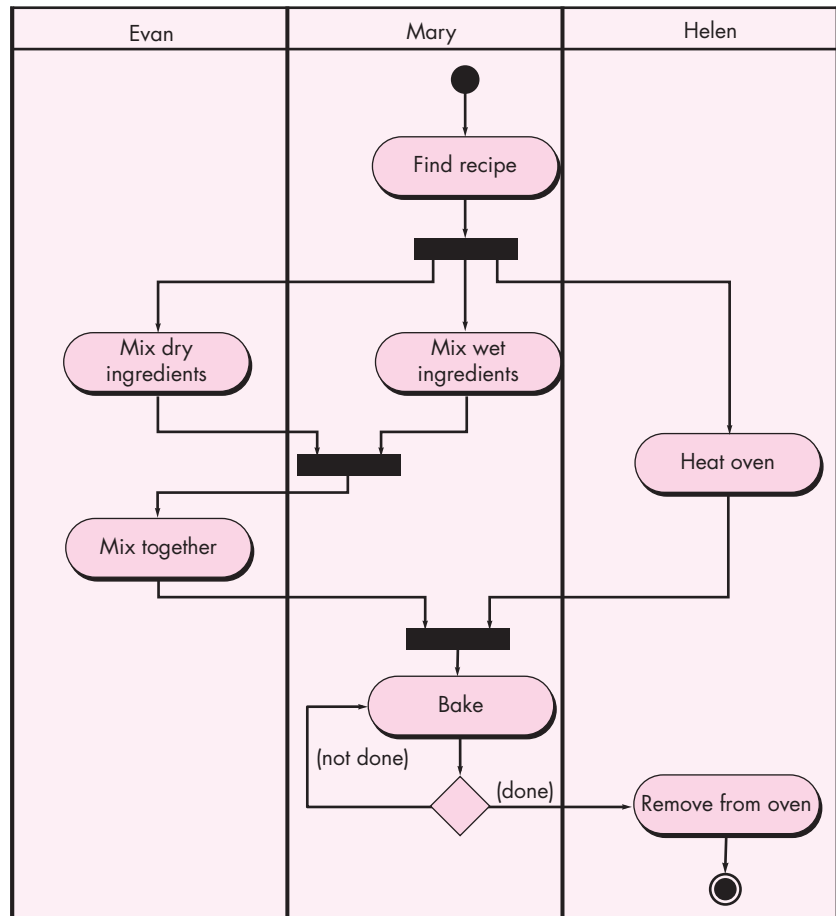 Evan
Mary
Helen
Find recipe
Mix dry
ingredients
Mix wet
ingredients
Heat oven
Mix together
Bake
(not done)
(done)
Remove from oven